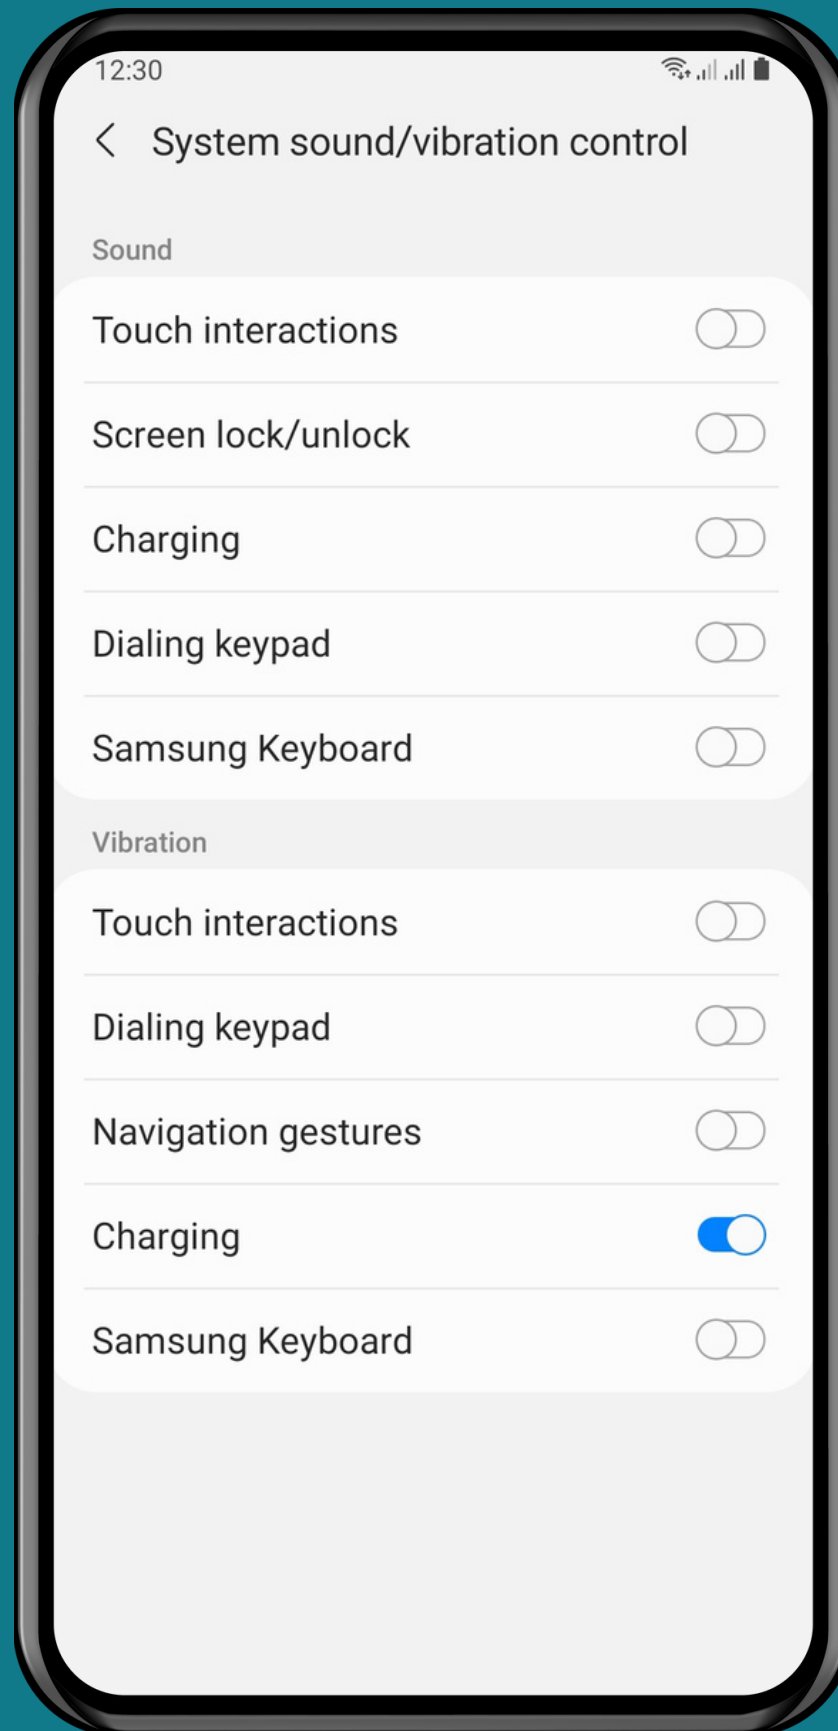 12:30
System sound/vibration control
Sound
Touch interactions
Screen lock/unlock
Charging
Dialing keypad
Samsung Keyboard
Vibration
Touch interactions
Dialing keypad
Navigation gestures
Charging
Samsung Keyboard